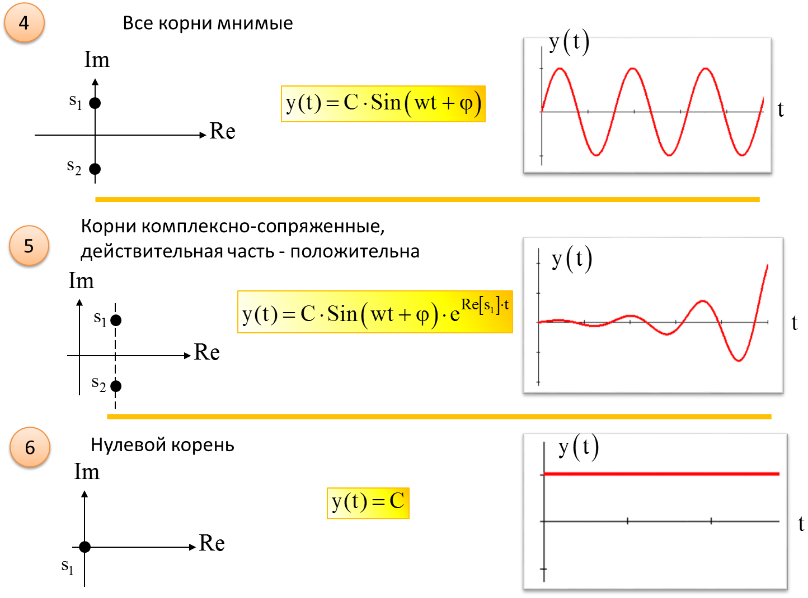 4
Все корни мнимые
Im
s₁
Re
s₂
y(t) = C·Sin(wt + φ)
y(t)
t
5
Корни комплексно-сопряженные,
действительная часть - положительна
Im
s₁
Re
s₂
y(t) = C·Sin(wt + φ)·e^Re[s₁]·t
y(t)
t
6
Нулевой корень
Im
Re
s₁
y(t) = C
y(t)
t